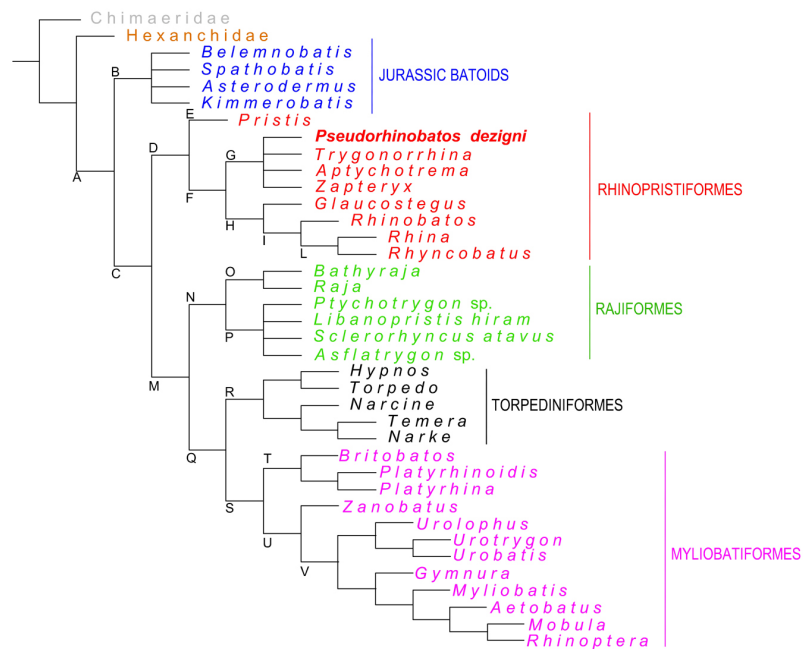 Chimaeridae
Hexanchidae
Belemnobatis
B
Spathobatis
JURASSIC BATOIDS
Asterodermus
Kimmerobatis
E
Pristis
Pseudorhinobatos dezigni
D
G
Trygonorrhina
Aptychotrema
A
Zapteryx
RHINOPRISTIFORMES
F
Glaucostegus
H
Rhinobatos
I
Rhina
L
Rhyncobatus
C
O
Bathyraja
Raja
N
Ptychotrygon sp.
RAJIFORMES
Libanopristis hiram
P
Sclerorhyncus atavus
Asflatrygon sp.
Hypnos
M
R
Torpedo
Narcine
TORPEDINIFORMES
Temera
Narke
Q
T
Britobatos
Platyrhinoidis
Platyrhina
S
Zanobatus
Urolophus
U
Urotrygon
Urobatis
MYLIOBATIFORMES
V
Gymnura
Myliobatis
Aetobatus
Mobula
Rhinoptera